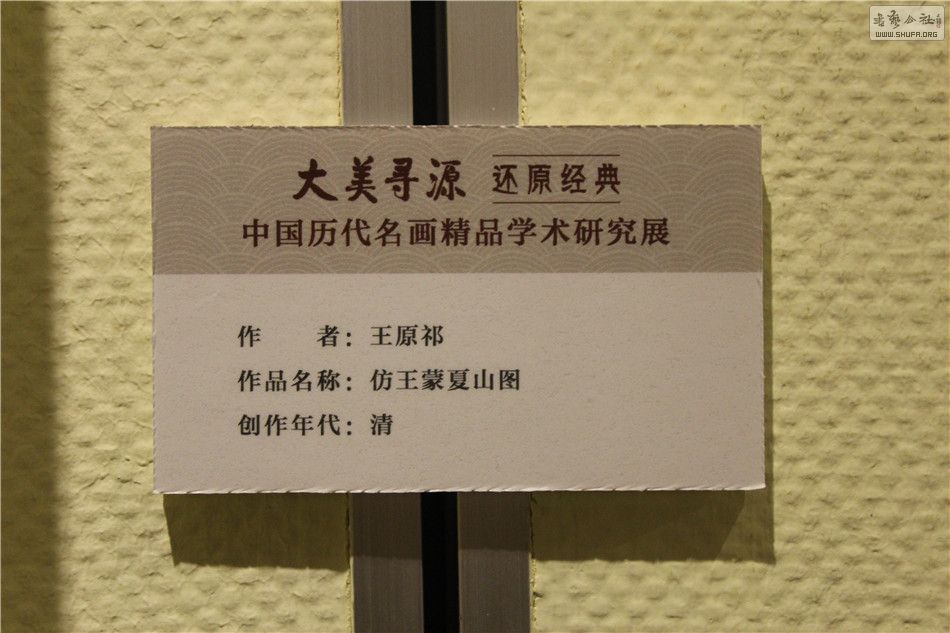 书艺公社
WWW.SHUFA.ORG
大美寻源 还原经典
中国历代名画精品学术研究展
作　　者：王原祁
作品名称：仿王蒙夏山图
创作年代：清